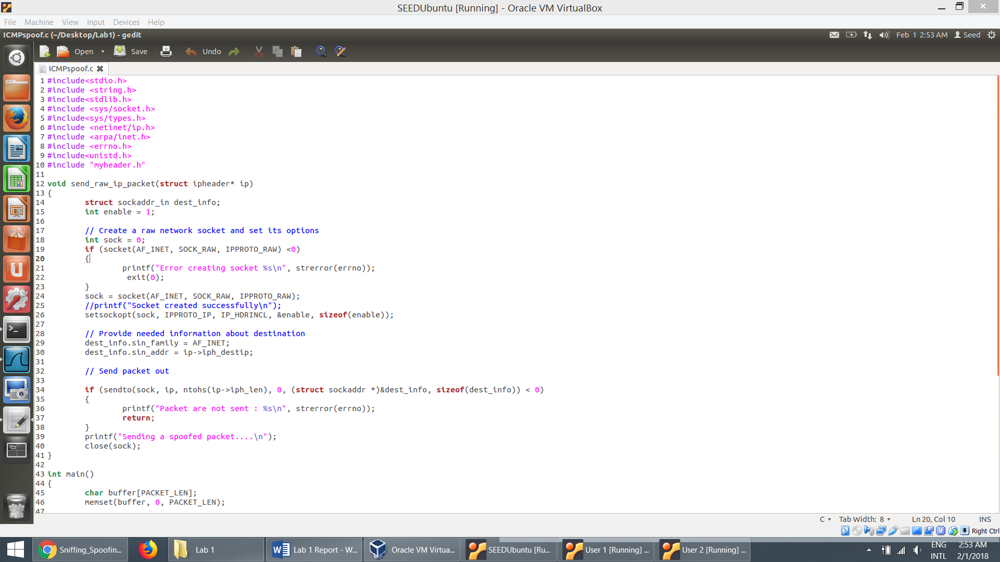 SEEDUbuntu [Running] - Oracle VM VirtualBox
File Machine View Input Devices Help
ICMPspoof.c (~/Desktop/Lab1) - gedit
Feb 1 2:53 AM Seed
Open Save Undo
ICMPspoof.c
1 #include<stdio.h>
2 #include <string.h>
3 #include<stdlib.h>
4 #include <sys/socket.h>
5 #include<sys/types.h>
6 #include <netinet/ip.h>
7 #include <arpa/inet.h>
8 #include <errno.h>
9 #include<unistd.h>
10 #include "myheader.h"
11
12 void send_raw_ip_packet(struct ipheader* ip)
13 {
14 struct sockaddr_in dest_info;
15 int enable = 1;
16
17 // Create a raw network socket and set its options
18 int sock = 0;
19 if (socket(AF_INET, SOCK_RAW, IPPROTO_RAW) <0)
20 {
21 printf("Error creating socket %s\n", strerror(errno));
22 exit(0);
23 }
24 sock = socket(AF_INET, SOCK_RAW, IPPROTO_RAW);
25 //printf("Socket created successfully\n");
26 setsockopt(sock, IPPROTO_IP, IP_HDRINCL, &enable, sizeof(enable));
27
28 // Provide needed information about destination
29 dest_info.sin_family = AF_INET;
30 dest_info.sin_addr = ip->iph_destip;
31
32 // Send packet out
33
34 if (sendto(sock, ip, ntohs(ip->iph_len), 0, (struct sockaddr *)&dest_info, sizeof(dest_info)) < 0)
35 {
36 printf("Packet are not sent : %s\n", strerror(errno));
37 return;
38 }
39 printf("Sending a spoofed packet....\n");
40 close(sock);
41 }
42
43 int main()
44 {
45 char buffer[PACKET_LEN];
46 memset(buffer, 0, PACKET_LEN);
47
C Tab Width: 8 Ln 20, Col 10 INS
Right Ctrl
Sniffing_Spoofin... Lab 1 Lab 1 Report - W... Oracle VM Virtua... SEEDUbuntu [Ru... User 1 [Running] ... User 2 [Running] ... ENG 2:53 AM
INTL 2/1/2018